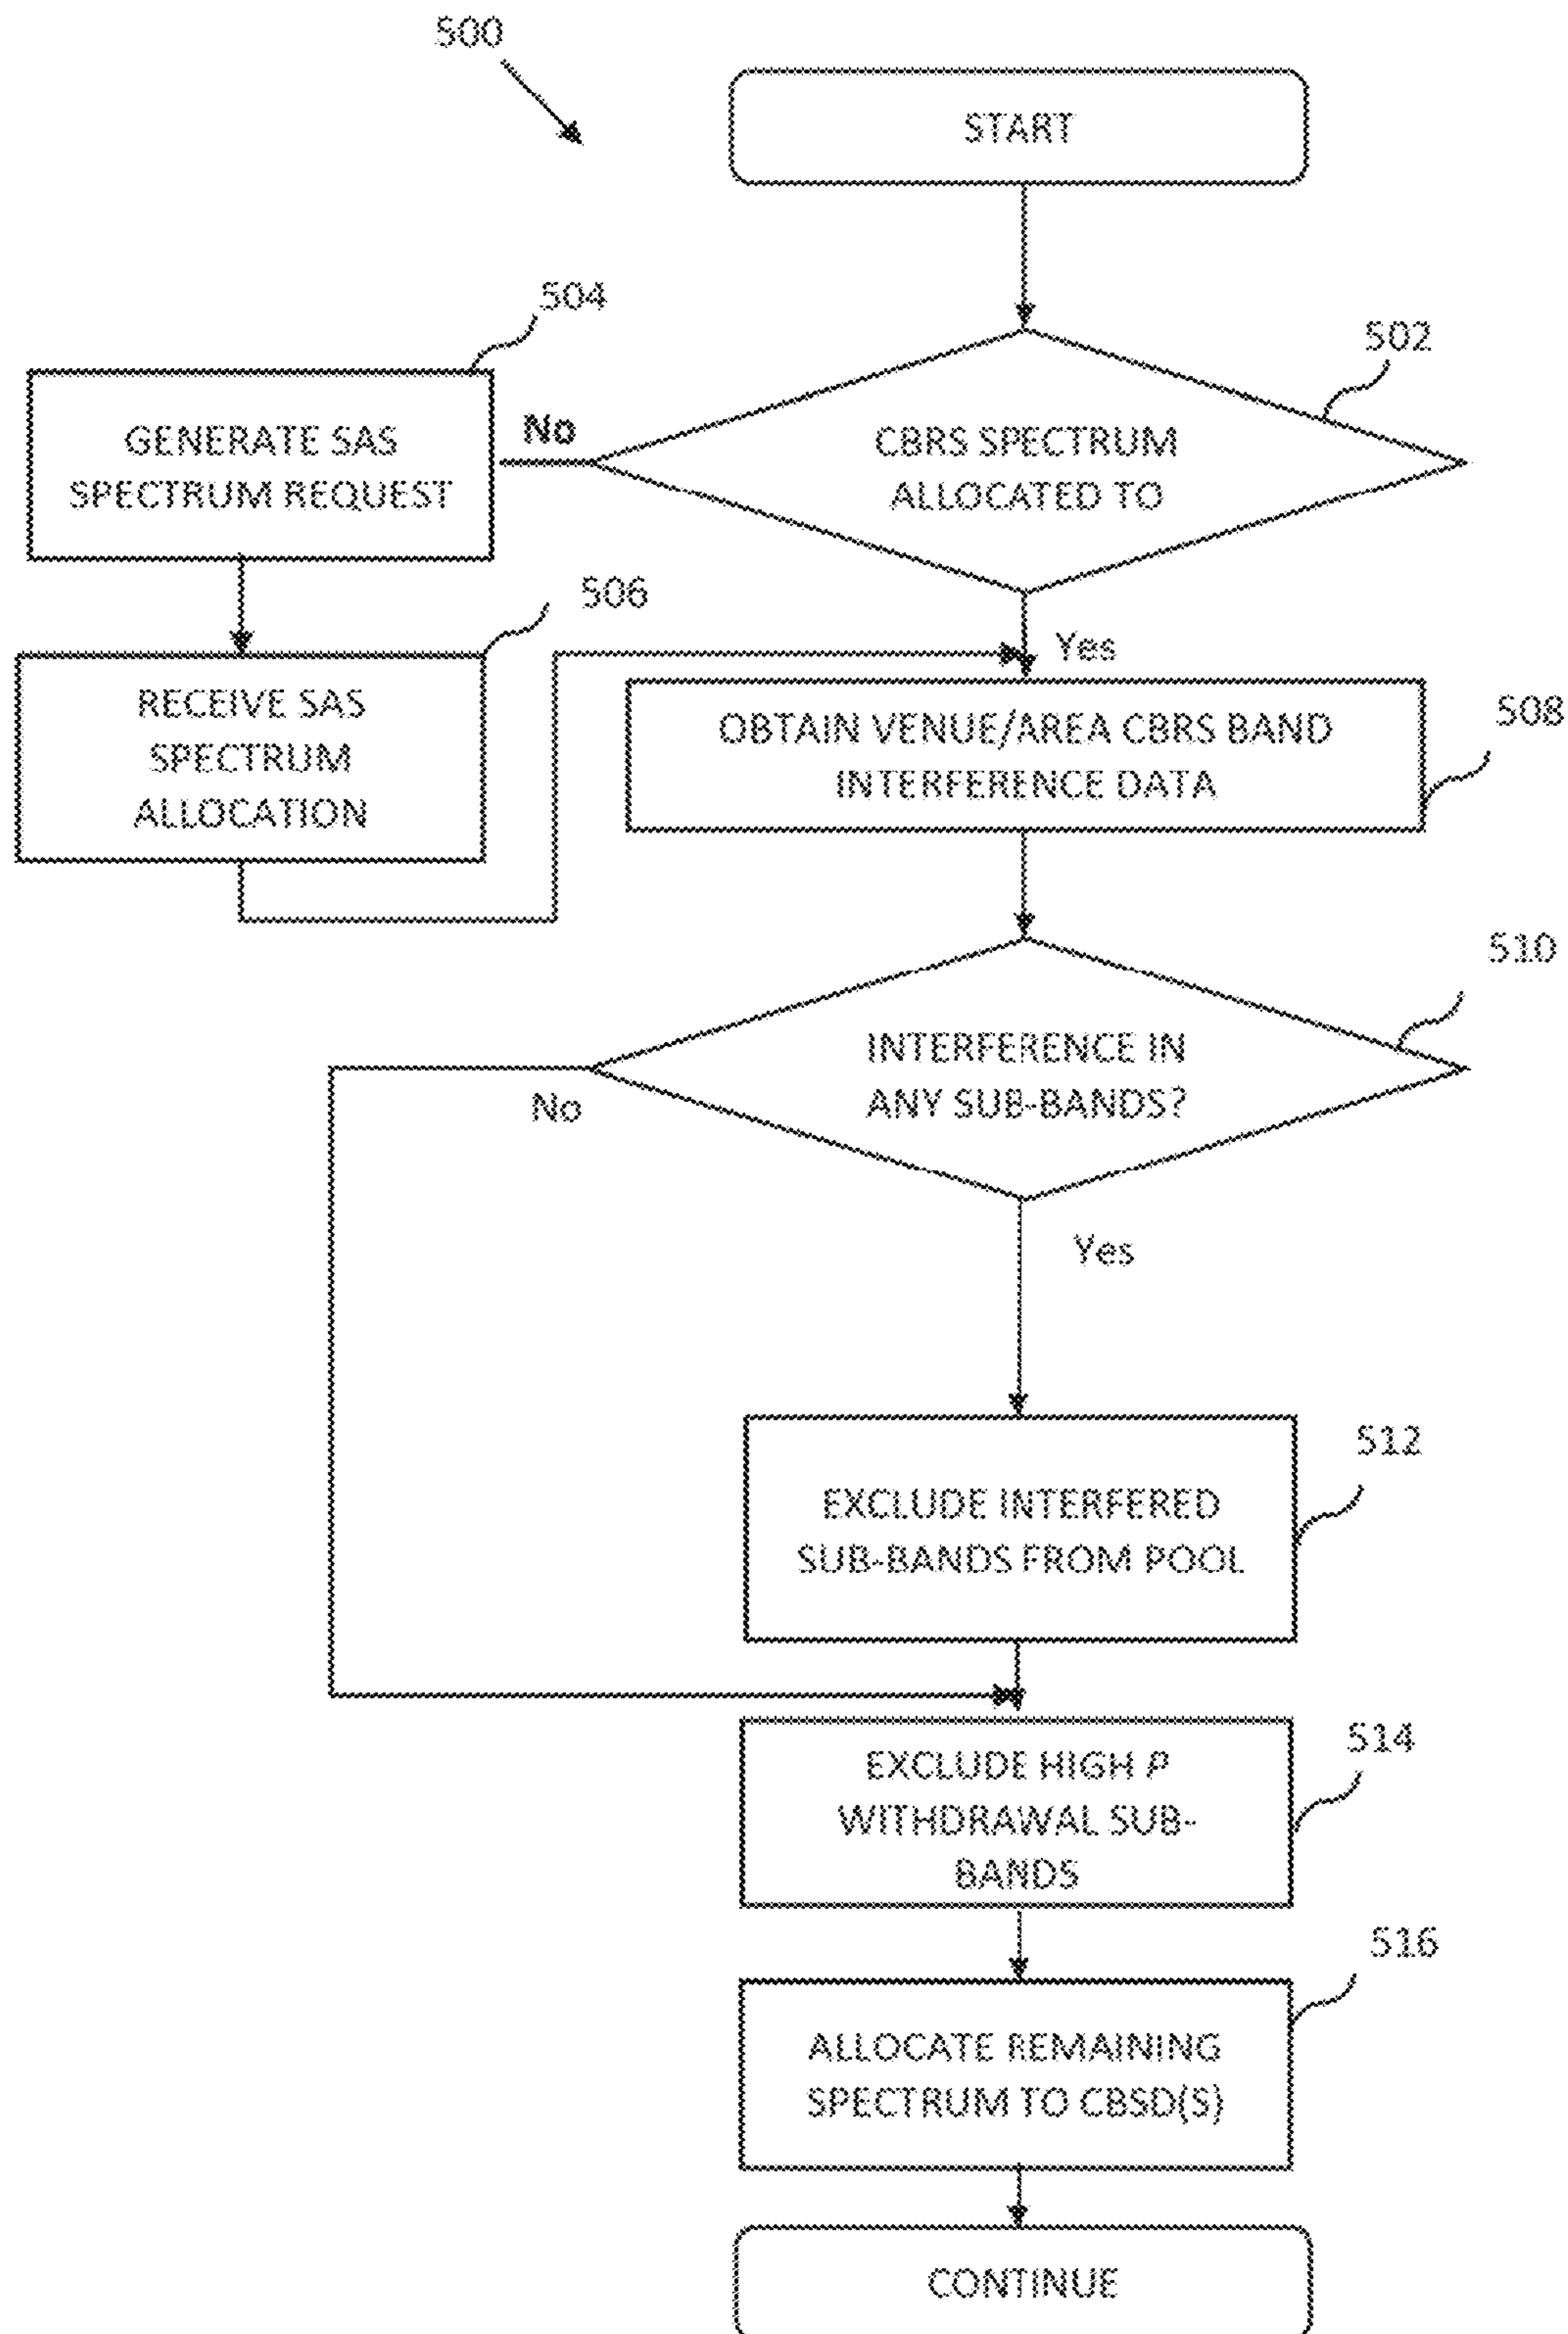 500
START
504
502
GENERATE SAS
SPECTRUM REQUEST
No
CBRS SPECTRUM
ALLOCATED TO
506
Yes
RECEIVE SAS
SPECTRUM
ALLOCATION
508
OBTAIN VENUE/AREA CBRS BAND
INTERFERENCE DATA
510
INTERFERENCE IN
ANY SUB-BANDS?
No
Yes
512
EXCLUDE INTERFERED
SUB-BANDS FROM POOL
514
EXCLUDE HIGH P
WITHDRAWAL SUB-
BANDS
516
ALLOCATE REMAINING
SPECTRUM TO CBSD(S)
CONTINUE